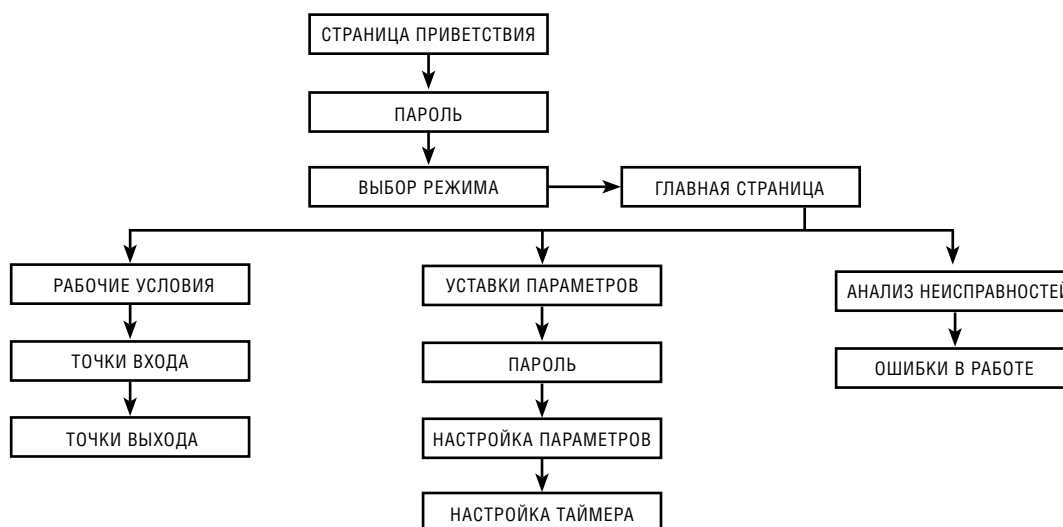 СТРАНИЦА ПРИВЕТСТВИЯ
ПАРОЛЬ
ВЫБОР РЕЖИМА
ГЛАВНАЯ СТРАНИЦА
РАБОЧИЕ УСЛОВИЯ
ТОЧКИ ВХОДА
ТОЧКИ ВЫХОДА
УСТАВКИ ПАРАМЕТРОВ
ПАРОЛЬ
НАСТРОЙКА ПАРАМЕТРОВ
НАСТРОЙКА ТАЙМЕРА
АНАЛИЗ НЕИСПРАВНОСТЕЙ
ОШИБКИ В РАБОТЕ